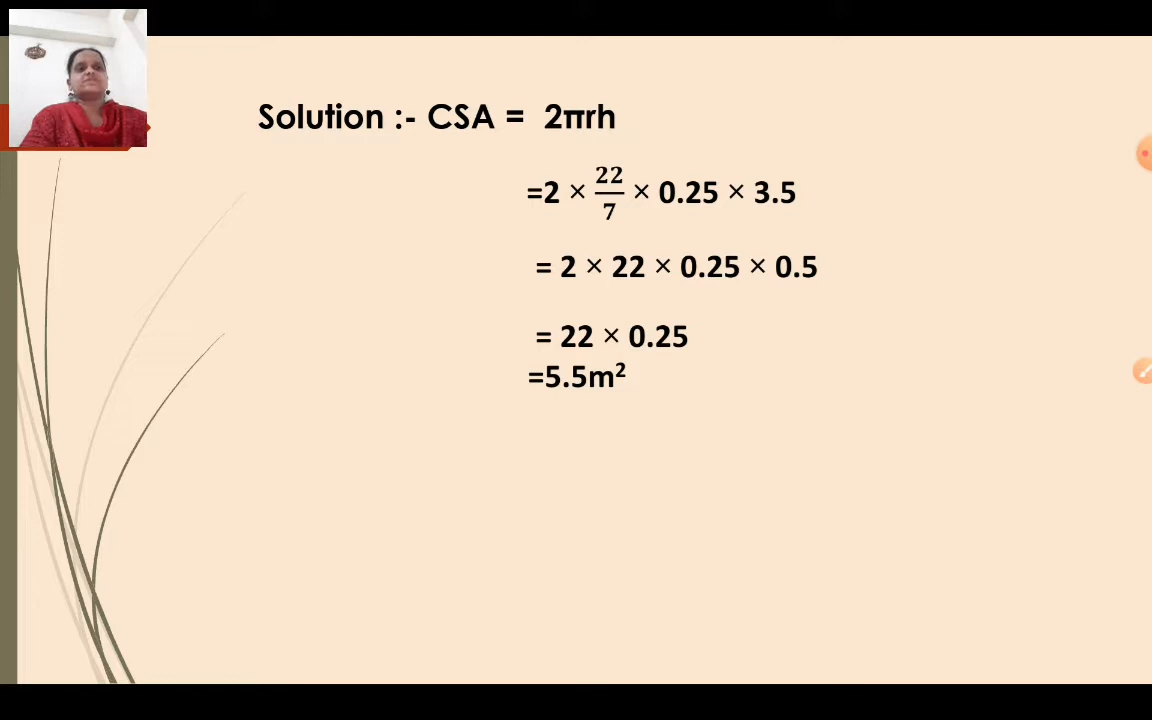 Solution :- CSA = 2πrh
=2 × 22/7 × 0.25 × 3.5
= 2 × 22 × 0.25 × 0.5
= 22 × 0.25
=5.5m²